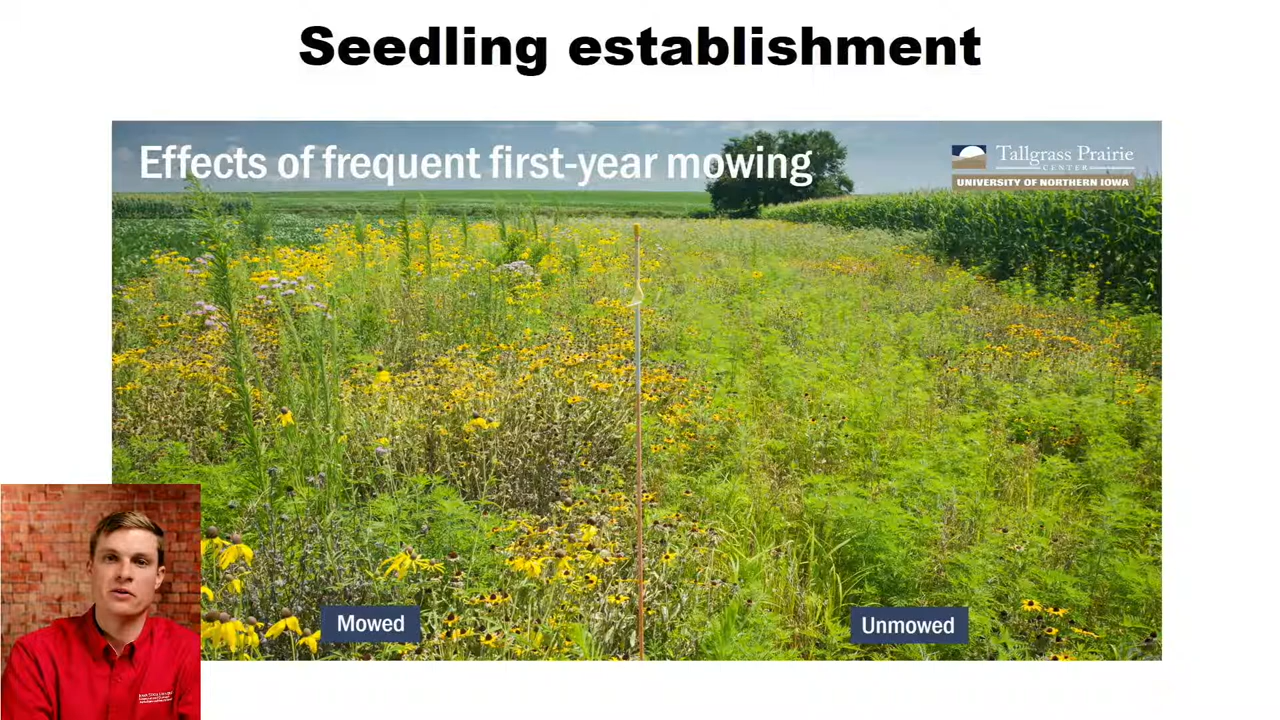 Seedling establishment
Effects of frequent first-year mowing
Tallgrass Prairie
CENTER
UNIVERSITY OF NORTHERN IOWA
Mowed
Unmowed